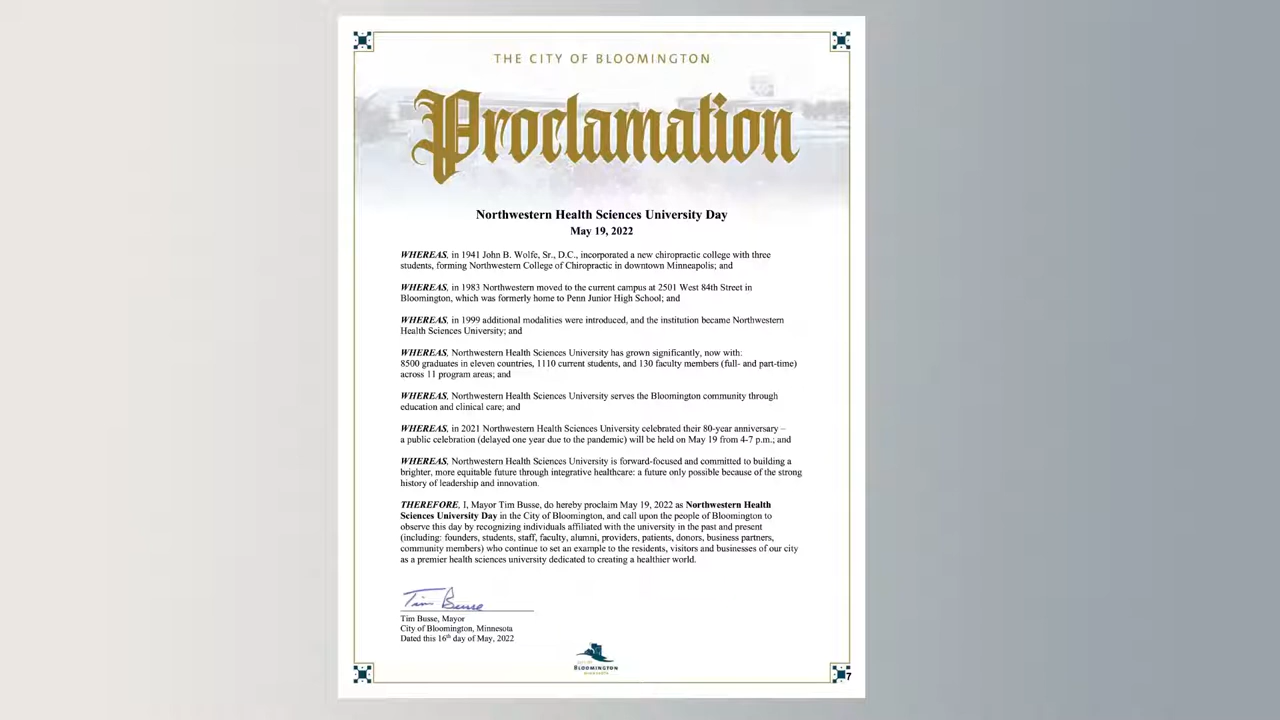 THE CITY OF BLOOMINGTON
Proclamation
Northwestern Health Sciences University Day
May 19, 2022
WHEREAS, in 1941 John B. Wolfe, Sr., D.C., incorporated a new chiropractic college with three
students, forming Northwestern College of Chiropractic in downtown Minneapolis; and
WHEREAS, in 1983 Northwestern moved to the current campus at 2501 West 84th Street in
Bloomington, which was formerly home to Penn Junior High School; and
WHEREAS, in 1999 additional modalities were introduced, and the institution became Northwestern
Health Sciences University; and
WHEREAS, Northwestern Health Sciences University has grown significantly, now with:
8500 graduates in eleven countries, 1110 current students, and 130 faculty members (full- and part-time)
across 11 program areas; and
WHEREAS, Northwestern Health Sciences University serves the Bloomington community through
education and clinical care; and
WHEREAS, in 2021 Northwestern Health Sciences University celebrated their 80-year anniversary –
a public celebration (delayed one year due to the pandemic) will be held on May 19 from 4-7 p.m.; and
WHEREAS, Northwestern Health Sciences University is forward-focused and committed to building a
brighter, more equitable future through integrative healthcare: a future only possible because of the strong
history of leadership and innovation.
THEREFORE, I, Mayor Tim Busse, do hereby proclaim May 19, 2022 as Northwestern Health
Sciences University Day in the City of Bloomington, and call upon the people of Bloomington to
observe this day by recognizing individuals affiliated with the university in the past and present
(including: founders, students, staff, faculty, alumni, providers, patients, donors, business partners,
community members) who continue to set an example to the residents, visitors and businesses of our city
as a premier health sciences university dedicated to creating a healthier world.
Tim Busse
Tim Busse, Mayor
City of Bloomington, Minnesota
Dated this 16th day of May, 2022
CITY OF
BLOOMINGTON
MINNESOTA
7